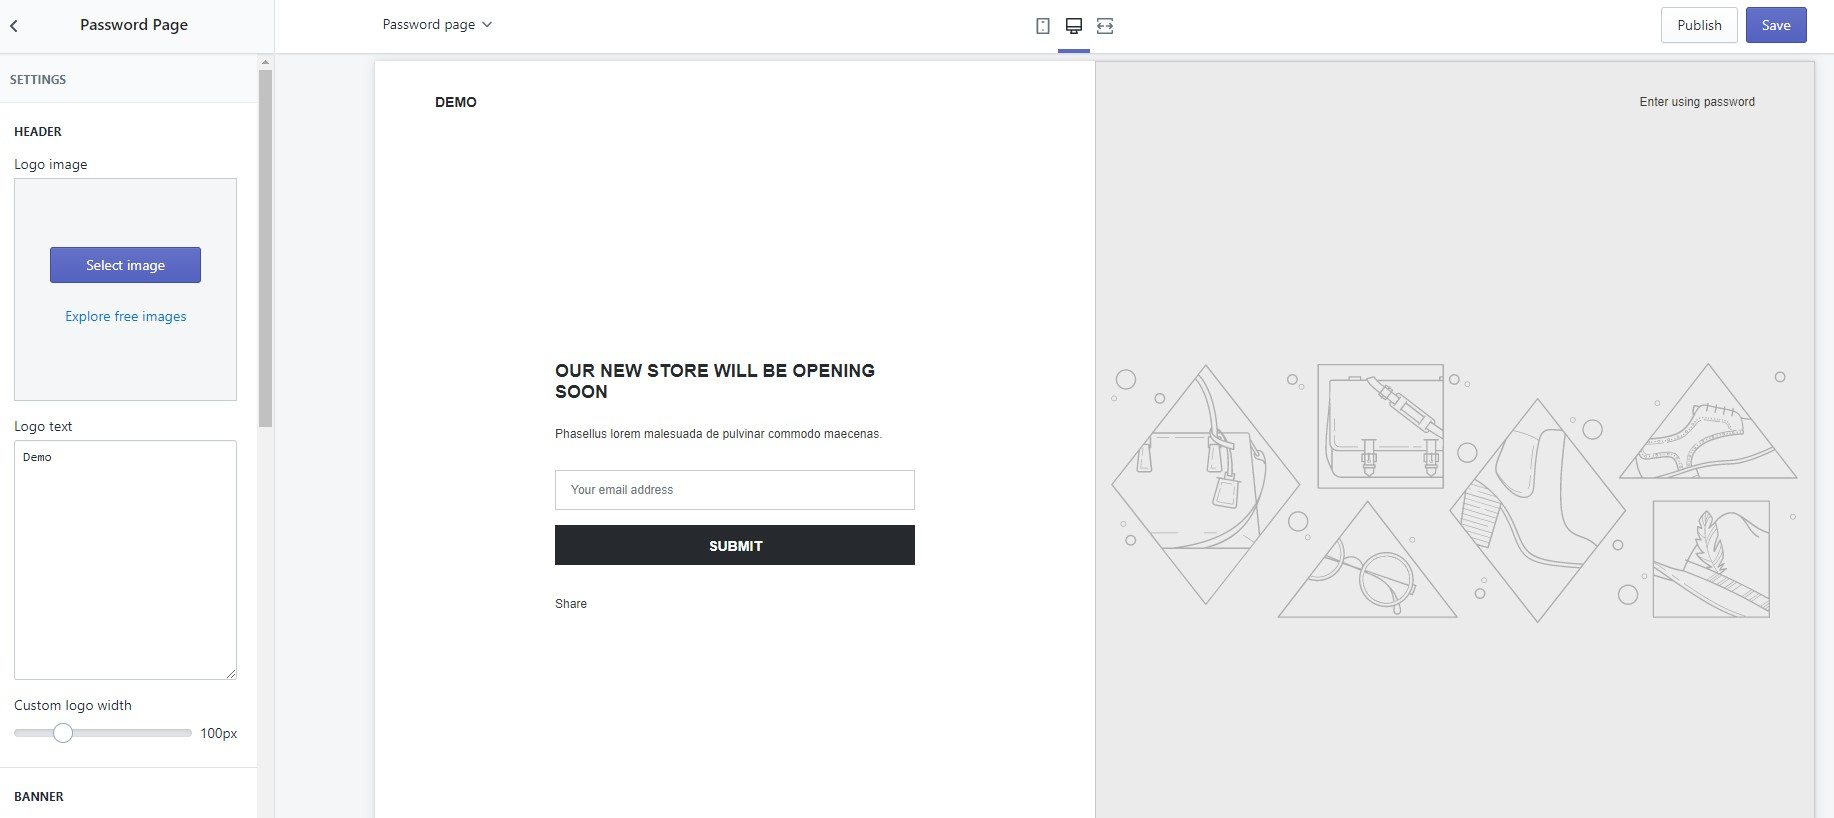 Password Page
Password page
Publish
Save
SETTINGS
HEADER
Logo image
Select image
Explore free images
Logo text
Demo
Custom logo width
100px
BANNER
DEMO
Enter using password
OUR NEW STORE WILL BE OPENING
SOON
Phasellus lorem malesuada de pulvinar commodo maecenas.
Your email address
SUBMIT
Share